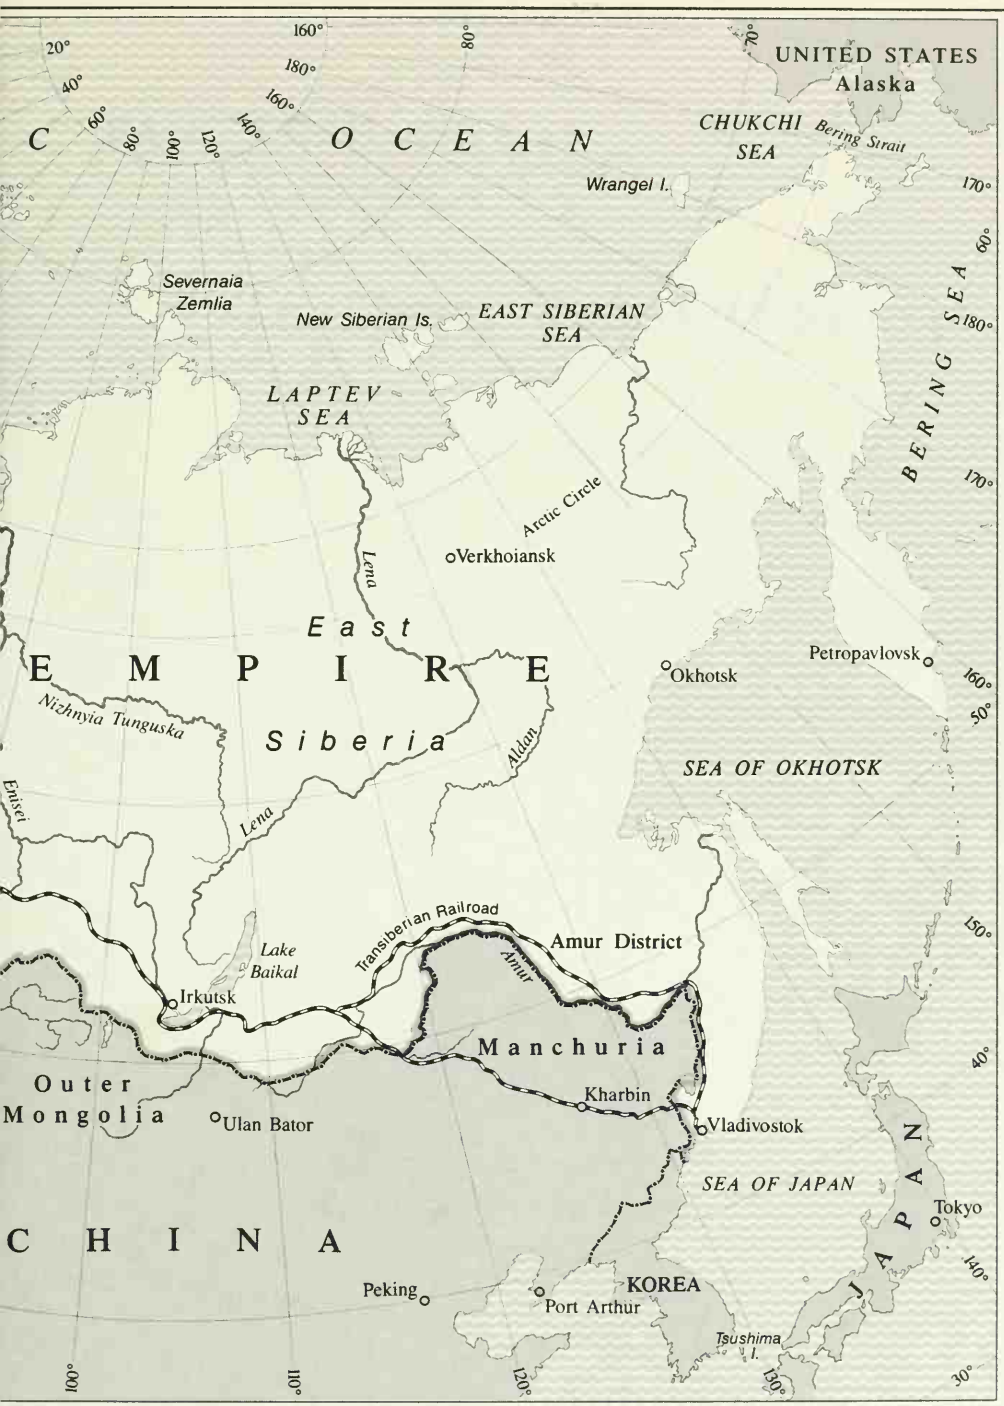 160°
80°
70°
20°
UNITED STATES
Alaska
180°
40°
160°
60°
80°
100°
120°
140°
C OCEAN
CHUKCHI
SEA
Bering Strait
Wrangel I.
170°
60°
Severnaia
Zemlia
New Siberian Is.
EAST SIBERIAN
SEA
180°
BERING SEA
LAPTEV
SEA
170°
Arctic Circle
Lena
Verkhoiansk
East
EMPIRE
Petropavlovsk
Okhotsk
160°
50°
Nizhnyia Tunguska
Siberia
Aldan
SEA OF OKHOTSK
Enisei
Lena
150°
Transiberian Railroad
Amur District
Amur
Lake
Baikal
Irkutsk
Manchuria
40°
Outer
Mongolia
Ulan Bator
Kharbin
Vladivostok
SEA OF JAPAN
JAPAN
Tokyo
CHINA
140°
Peking
Port Arthur
KOREA
Tsushima
I.
100°
110°
120°
130°
30°